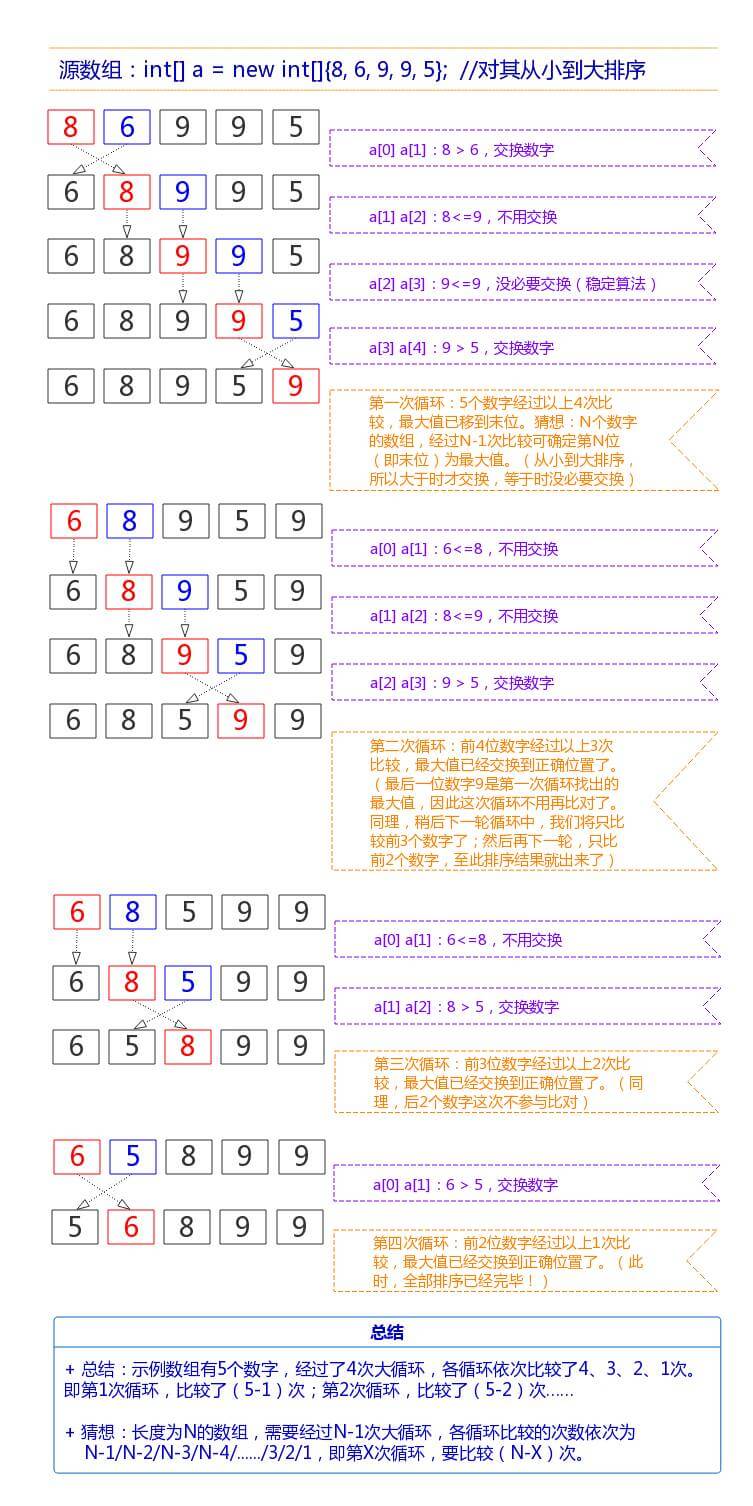 源数组：int[] a = new int[]{8, 6, 9, 9, 5};  //对其从小到大排序
8 6 9 9 5
a[0] a[1]：8 > 6，交换数字
6 8 9 9 5
a[1] a[2]：8<=9，不用交换
6 8 9 9 5
a[2] a[3]：9<=9，没必要交换（稳定算法）
6 8 9 9 5
a[3] a[4]：9 > 5，交换数字
6 8 9 5 9
第一次循环：5个数字经过以上4次比
较，最大值已移到末位。猜想：N个数字
的数组，经过N-1次比较可确定第N位
（即末位）为最大值。（从小到大排序，
所以大于时才交换，等于时没必要交换）
6 8 9 5 9
a[0] a[1]：6<=8，不用交换
6 8 9 5 9
a[1] a[2]：8<=9，不用交换
6 8 9 5 9
a[2] a[3]：9 > 5，交换数字
6 8 5 9 9
第二次循环：前4位数字经过以上3次
比较，最大值已经交换到正确位置了。
（最后一位数字9是第一次循环找出的
最大值，因此这次循环不用再比对了。
同理，稍后下一轮循环中，我们将只比
较前3个数字了；然后再下一轮，只比
前2个数字，至此排序结果就出来了）
6 8 5 9 9
a[0] a[1]：6<=8，不用交换
6 8 5 9 9
a[1] a[2]：8 > 5，交换数字
6 5 8 9 9
第三次循环：前3位数字经过以上2次比
较，最大值已经交换到正确位置了。（同
理，后2个数字这次不参与比对）
6 5 8 9 9
a[0] a[1]：6 > 5，交换数字
5 6 8 9 9
第四次循环：前2位数字经过以上1次比
较，最大值已经交换到正确位置了。（此
时，全部排序已经完毕！）
总结
+ 总结：示例数组有5个数字，经过了4次大循环，各循环依次比较了4、3、2、1次。
即第1次循环，比较了（5-1）次；第2次循环，比较了（5-2）次……
+ 猜想：长度为N的数组，需要经过N-1次大循环，各循环比较的次数依次为
N-1/N-2/N-3/N-4/....../3/2/1，即第X次循环，要比较（N-X）次。